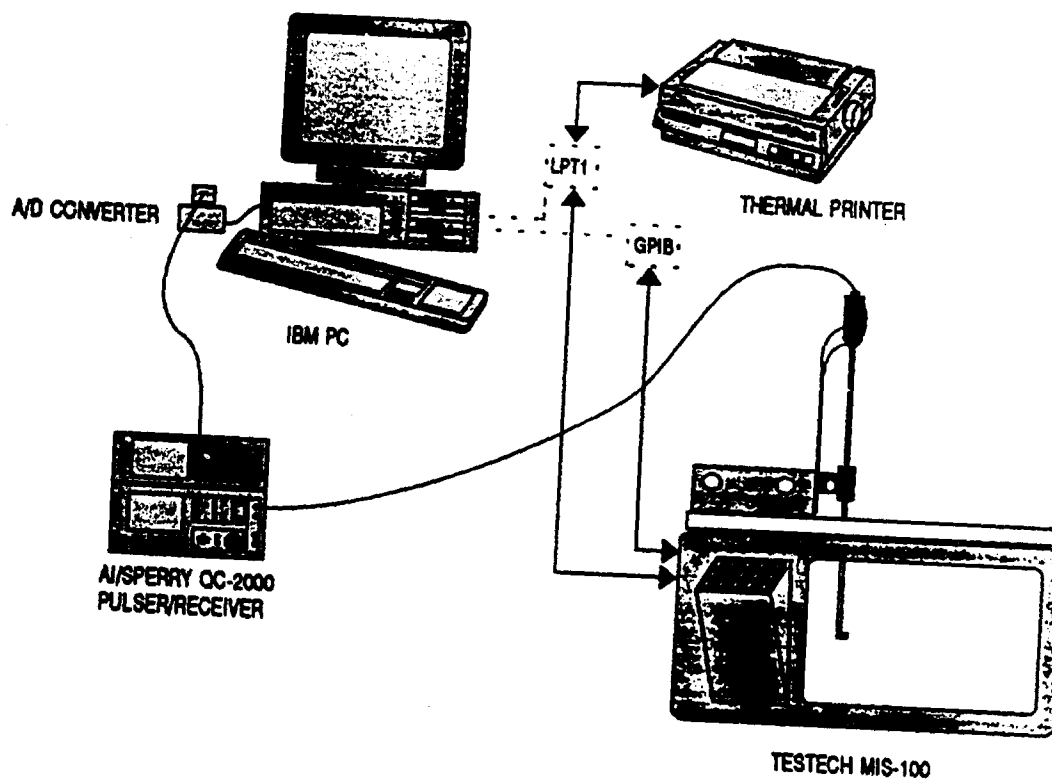 LPT1
A/D CONVERTER
THERMAL PRINTER
GPIB
IBM PC
AI/SPERRY QC-2000
PULSER/RECEIVER
TESTECH MIS-100